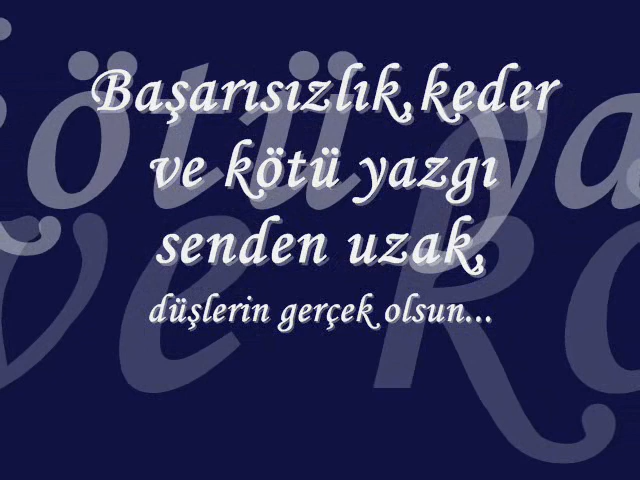 Başarısızlık,keder
ve kötü yazgı
senden uzak,
düşlerin gerçek olsun...